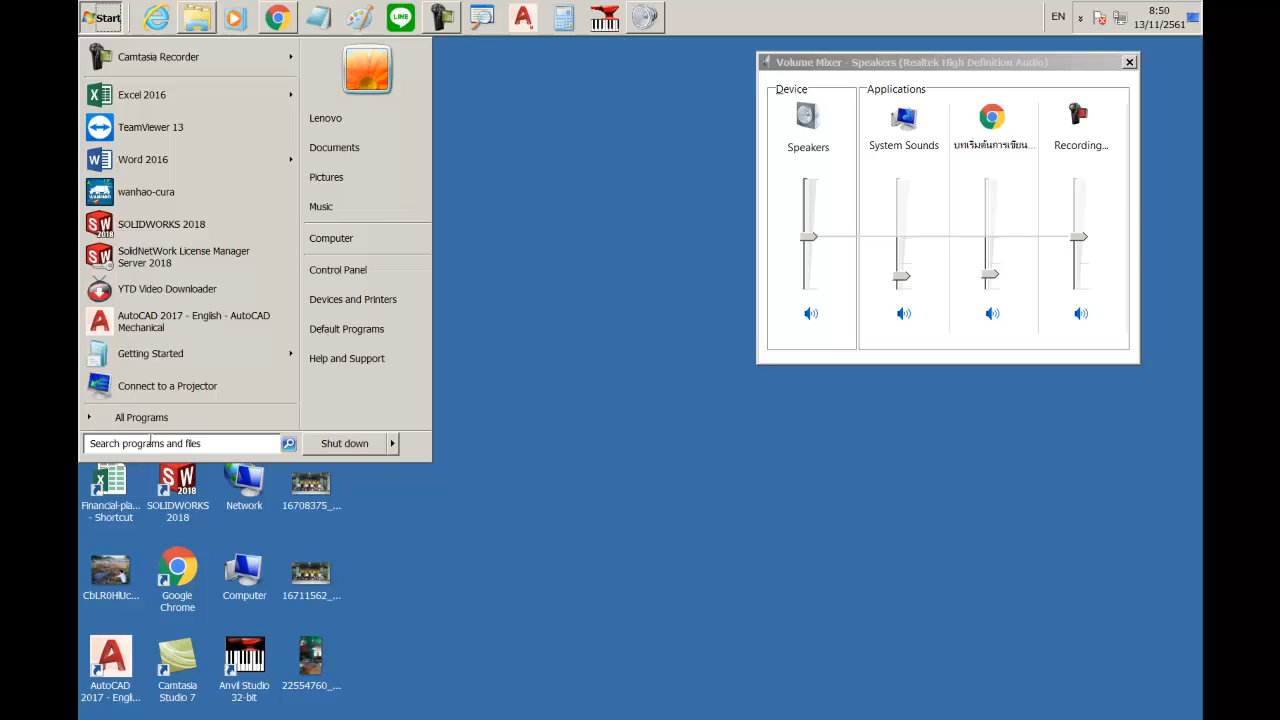 Start
LINE
EN
8:50
13/11/2561
Camtasia Recorder
Excel 2016
TeamViewer 13
Word 2016
wanhao-cura
SOLIDWORKS 2018
SolidNetWork License Manager
Server 2018
YTD Video Downloader
AutoCAD 2017 - English - AutoCAD
Mechanical
Getting Started
Connect to a Projector
All Programs
Search programs and files
Lenovo
Documents
Pictures
Music
Computer
Control Panel
Devices and Printers
Default Programs
Help and Support
Shut down
Volume Mixer - Speakers (Realtek High Definition Audio)
Device
Applications
Speakers
System Sounds
บทเริ่มต้นการเขียน...
Recording...
Financial-pla...
- Shortcut
SOLIDWORKS
2018
Network
16708375_...
CbLR0HlUc...
Google
Chrome
Computer
16711562_...
AutoCAD
2017 - Engli...
Camtasia
Studio 7
Anvil Studio
32-bit
22554760_...